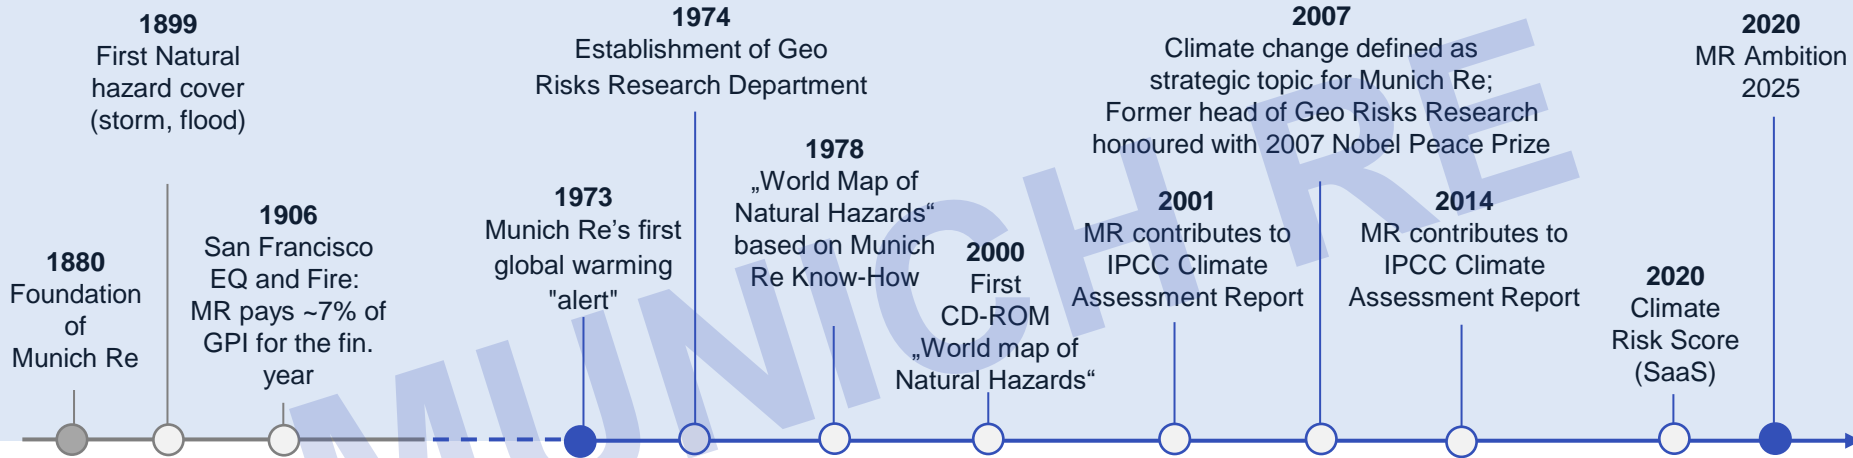 1880
Foundation
of
Munich Re
1899
First Natural
hazard cover
(storm, flood)
1906
San Francisco
EQ and Fire:
MR pays ~7% of
GPI for the fin.
year
1973
Munich Re's first
global warming
"alert"
1974
Establishment of Geo
Risks Research Department
1978
„World Map of
Natural Hazards“
based on Munich
Re Know-How
2000
First
CD-ROM
„World map of
Natural Hazards“
2001
MR contributes to
IPCC Climate
Assessment Report
2007
Climate change defined as
strategic topic for Munich Re;
Former head of Geo Risks Research
honoured with 2007 Nobel Peace Prize
2014
MR contributes to
IPCC Climate
Assessment Report
2020
Climate
Risk Score
(SaaS)
2020
MR Ambition
2025
MUNICH RE